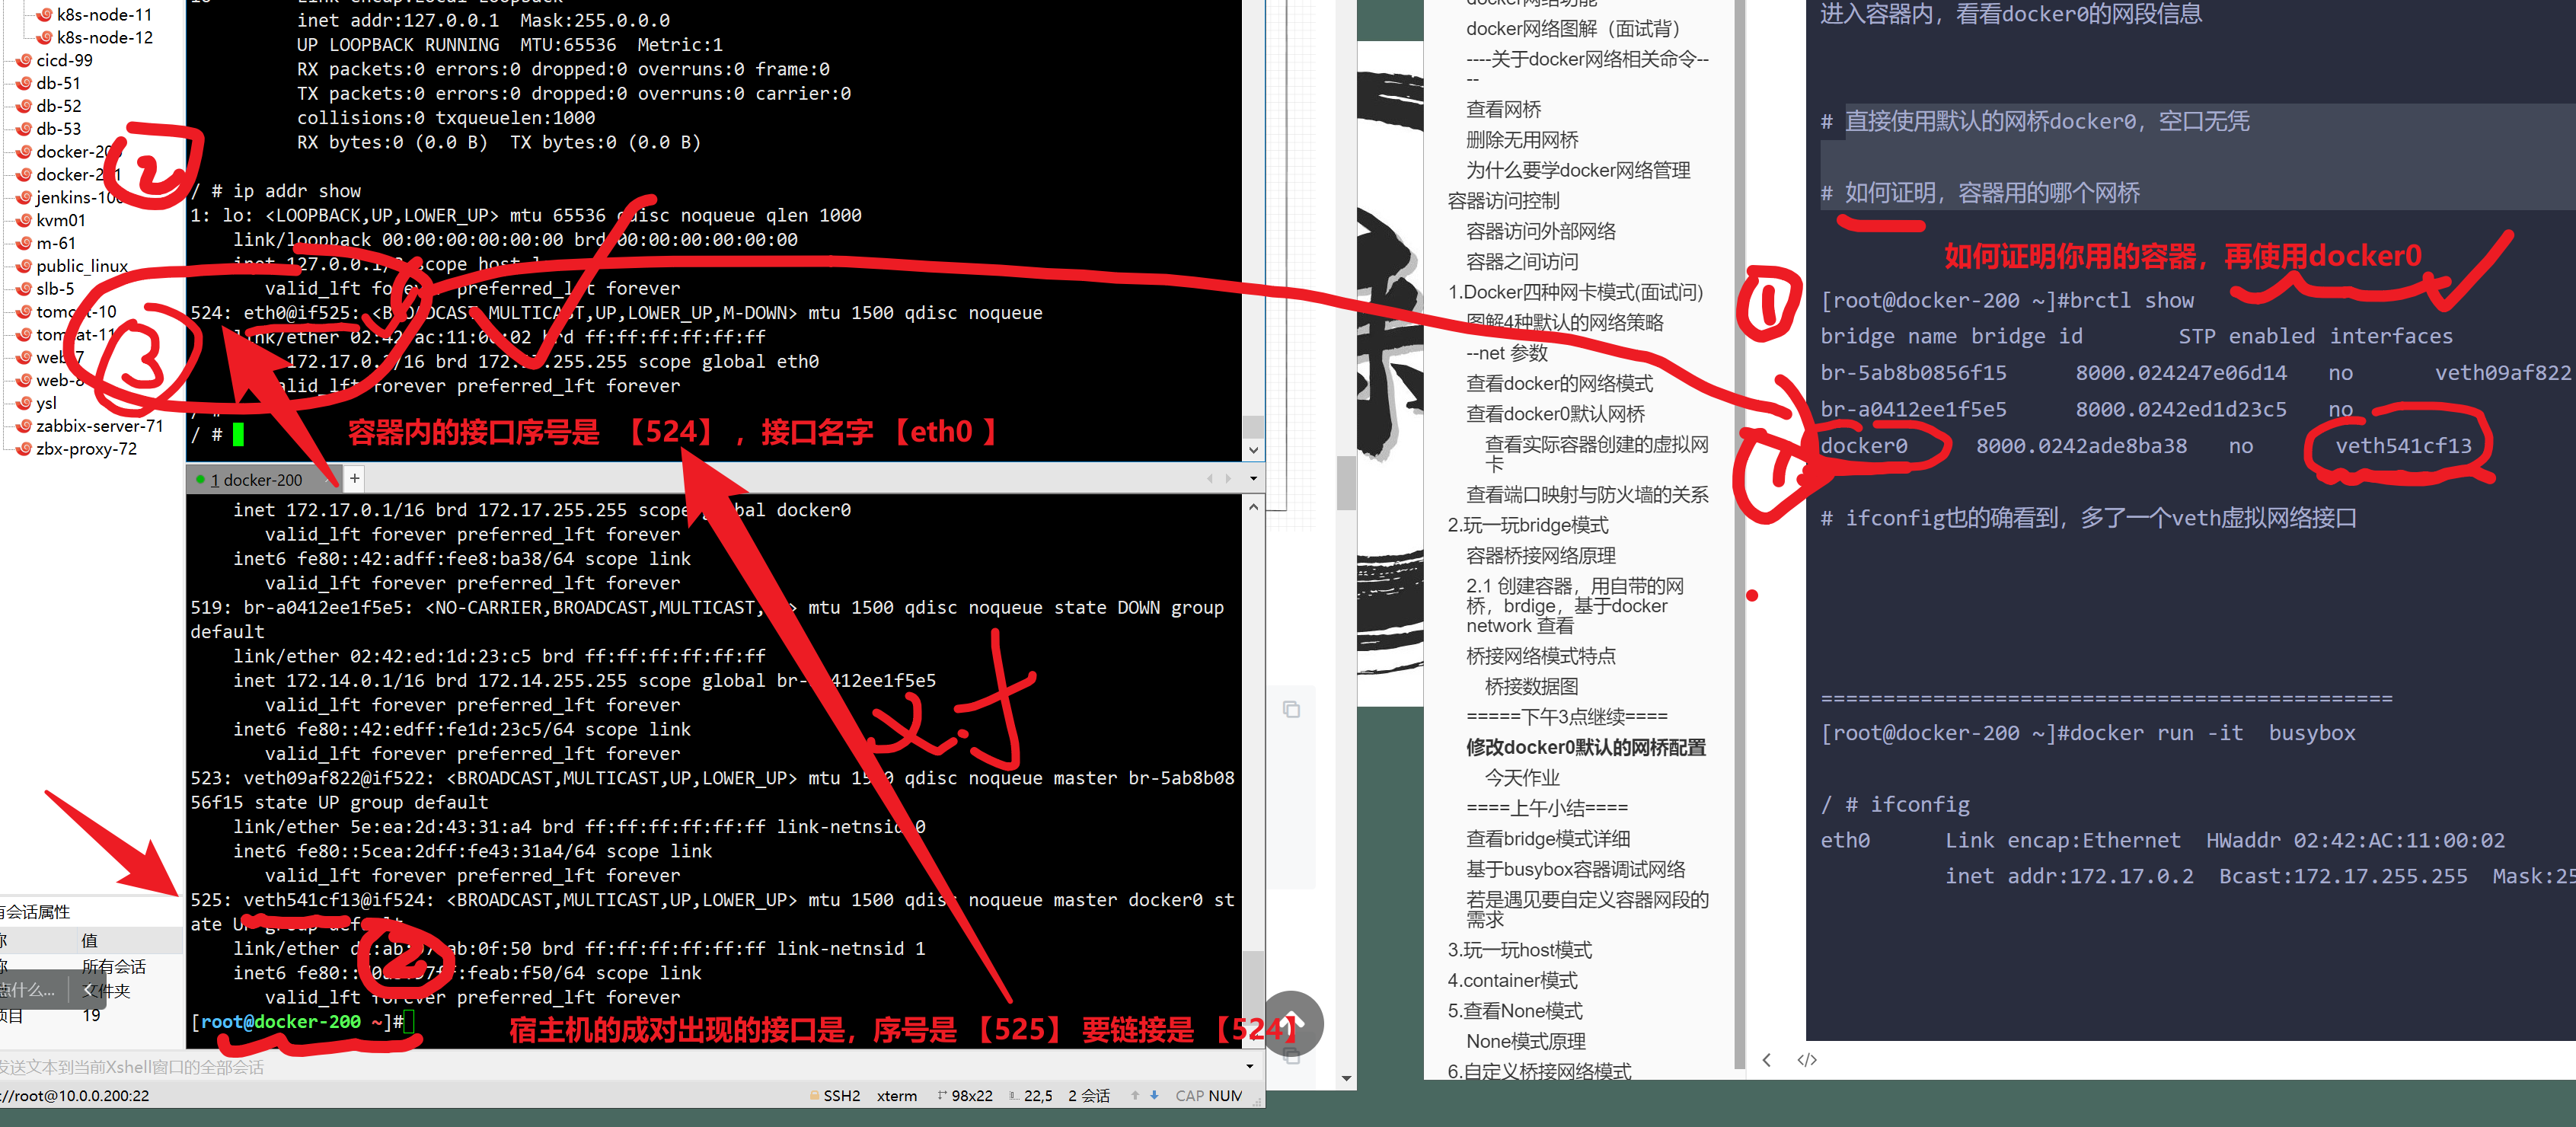 k8s-node-11
k8s-node-12
cicd-99
db-51
db-52
db-53
docker-20
docker-2 1
jenkins-100
kvm01
m-61
public_linux
slb-5
tomcat-10
tomcat-11
web-7
web-8
ysl
zabbix-server-71
zbx-proxy-72
2
3
inet addr:127.0.0.1  Mask:255.0.0.0
UP LOOPBACK RUNNING  MTU:65536  Metric:1
RX packets:0 errors:0 dropped:0 overruns:0 frame:0
TX packets:0 errors:0 dropped:0 overruns:0 carrier:0
collisions:0 txqueuelen:1000
RX bytes:0 (0.0 B)  TX bytes:0 (0.0 B)
/ # ip addr show
1: lo: <LOOPBACK,UP,LOWER_UP> mtu 65536 qdisc noqueue qlen 1000
link/loopback 00:00:00:00:00:00 brd 00:00:00:00:00:00
inet 127.0.0.1/8 scope host
valid_lft forever preferred_lft forever
524: eth0@if525: <BROADCAST,MULTICAST,UP,LOWER_UP,M-DOWN> mtu 1500 qdisc noqueue
link/ether 02:42:ac:11:00:02 brd ff:ff:ff:ff:ff:ff
172.17.0.2/16 brd 172.17.255.255 scope global eth0
valid_lft forever preferred_lft forever
/ #
/ #
容器内的接口序号是 【524】 ，接口名字 【eth0 】
1 docker-200
inet 172.17.0.1/16 brd 172.17.255.255 scope global docker0
valid_lft forever preferred_lft forever
inet6 fe80::42:adff:fee8:ba38/64 scope link
valid_lft forever preferred_lft forever
519: br-a0412ee1f5e5: <NO-CARRIER,BROADCAST,MULTICAST,UP> mtu 1500 qdisc noqueue state DOWN group
default
link/ether 02:42:ed:1d:23:c5 brd ff:ff:ff:ff:ff:ff
inet 172.14.0.1/16 brd 172.14.255.255 scope global br-a0412ee1f5e5
valid_lft forever preferred_lft forever
inet6 fe80::42:edff:fe1d:23c5/64 scope link
valid_lft forever preferred_lft forever
523: veth09af822@if522: <BROADCAST,MULTICAST,UP,LOWER_UP> mtu 1500 qdisc noqueue master br-5ab8b08
56f15 state UP group default
link/ether 5e:ea:2d:43:31:a4 brd ff:ff:ff:ff:ff:ff link-netnsid 0
inet6 fe80::5cea:2dff:fe43:31a4/64 scope link
valid_lft forever preferred_lft forever
525: veth541cf13@if524: <BROADCAST,MULTICAST,UP,LOWER_UP> mtu 1500 qdisc noqueue master docker0 st
ate UP group default
link/ether ab:0f:50 brd ff:ff:ff:ff:ff:ff link-netnsid 1
inet6 fe80:: :feab:f50/64 scope link
valid_lft forever preferred_lft forever
[root@docker-200 ~]#
宿主机的成对出现的接口是，序号是 【525】 要链接是 【524】
对
2
有会话属性
值
所有会话
点什么...
文件夹
项目
19
发送文本到当前Xshell窗口的全部会话
://root@10.0.0.200:22
SSH2
xterm
98x22
22,5
2 会话
CAP NUM
docker网络功能
docker网络图解（面试背）
----关于docker网络相关命令--
--
查看网桥
删除无用网桥
为什么要学docker网络管理
容器访问控制
容器访问外部网络
容器之间访问
1.Docker四种网卡模式(面试问)
图解4种默认的网络策略
--net 参数
查看docker的网络模式
查看docker0默认网桥
查看实际容器创建的虚拟网
卡
查看端口映射与防火墙的关系
2.玩一玩bridge模式
容器桥接网络原理
2.1 创建容器，用自带的网
桥，brdige，基于docker
network 查看
桥接网络模式特点
桥接数据图
=====下午3点继续====
修改docker0默认的网桥配置
今天作业
====上午小结====
查看bridge模式详细
基于busybox容器调试网络
若是遇见要自定义容器网段的
需求
3.玩一玩host模式
4.container模式
5.查看None模式
None模式原理
6.自定义桥接网络模式
进入容器内，看看docker0的网段信息
# 直接使用默认的网桥docker0，空口无凭
# 如何证明，容器用的哪个网桥
如何证明你用的容器，再使用docker0
1
[root@docker-200 ~]#brctl show
bridge name bridge id       STP enabled interfaces
br-5ab8b0856f15     8000.024247e06d14   no      veth09af822
br-a0412ee1f5e5     8000.0242ed1d23c5   no
docker0     8000.0242ade8ba38   no      veth541cf13
1
# ifconfig也的确看到，多了一个veth虚拟网络接口
==============================================
[root@docker-200 ~]#docker run -it  busybox
/ # ifconfig
eth0      Link encap:Ethernet  HWaddr 02:42:AC:11:00:02
inet addr:172.17.0.2  Bcast:172.17.255.255  Mask:25
</>